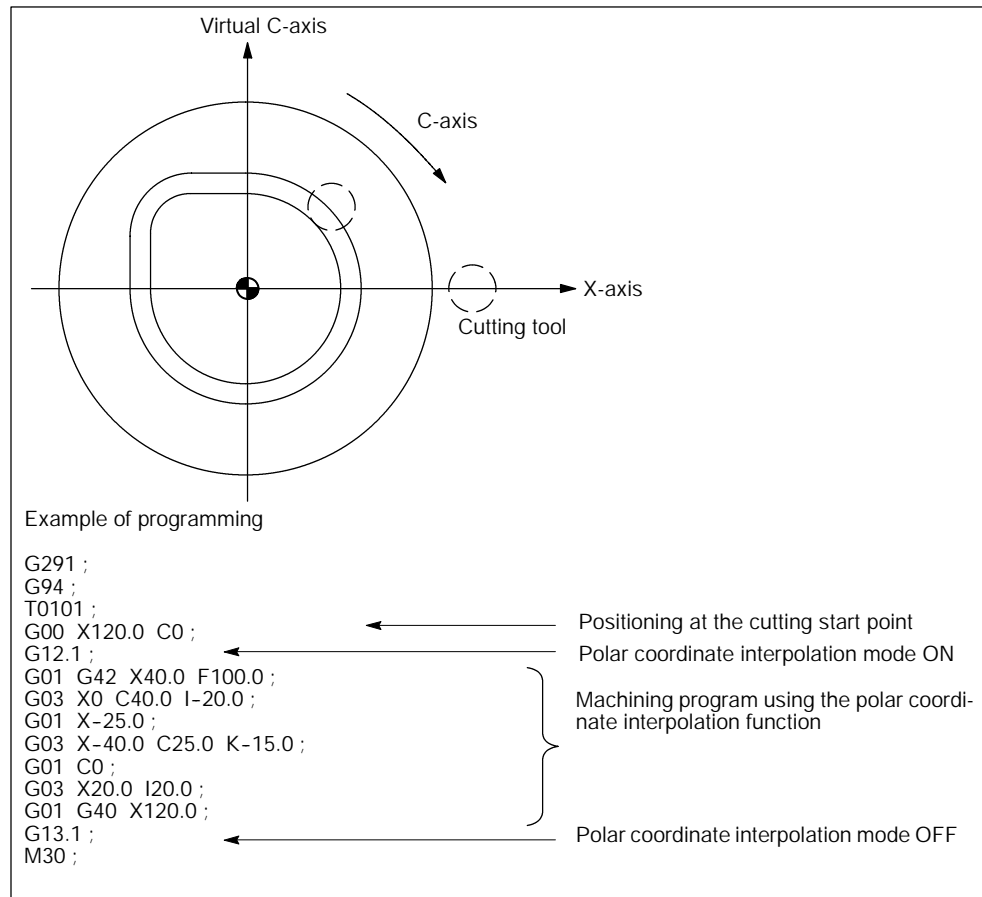 Virtual C-axis
C-axis
X-axis
Cutting tool
Example of programming
G291 ;
G94 ;
T0101 ;
G00 X120.0 C0 ;
Positioning at the cutting start point
G12.1 ;
Polar coordinate interpolation mode ON
G01 G42 X40.0 F100.0 ;
G03 X0 C40.0 I-20.0 ;
Machining program using the polar coordi-
nate interpolation function
G01 X-25.0 ;
G03 X-40.0 C25.0 K-15.0 ;
G01 C0 ;
G03 X20.0 I20.0 ;
G01 G40 X120.0 ;
G13.1 ;
Polar coordinate interpolation mode OFF
M30 ;